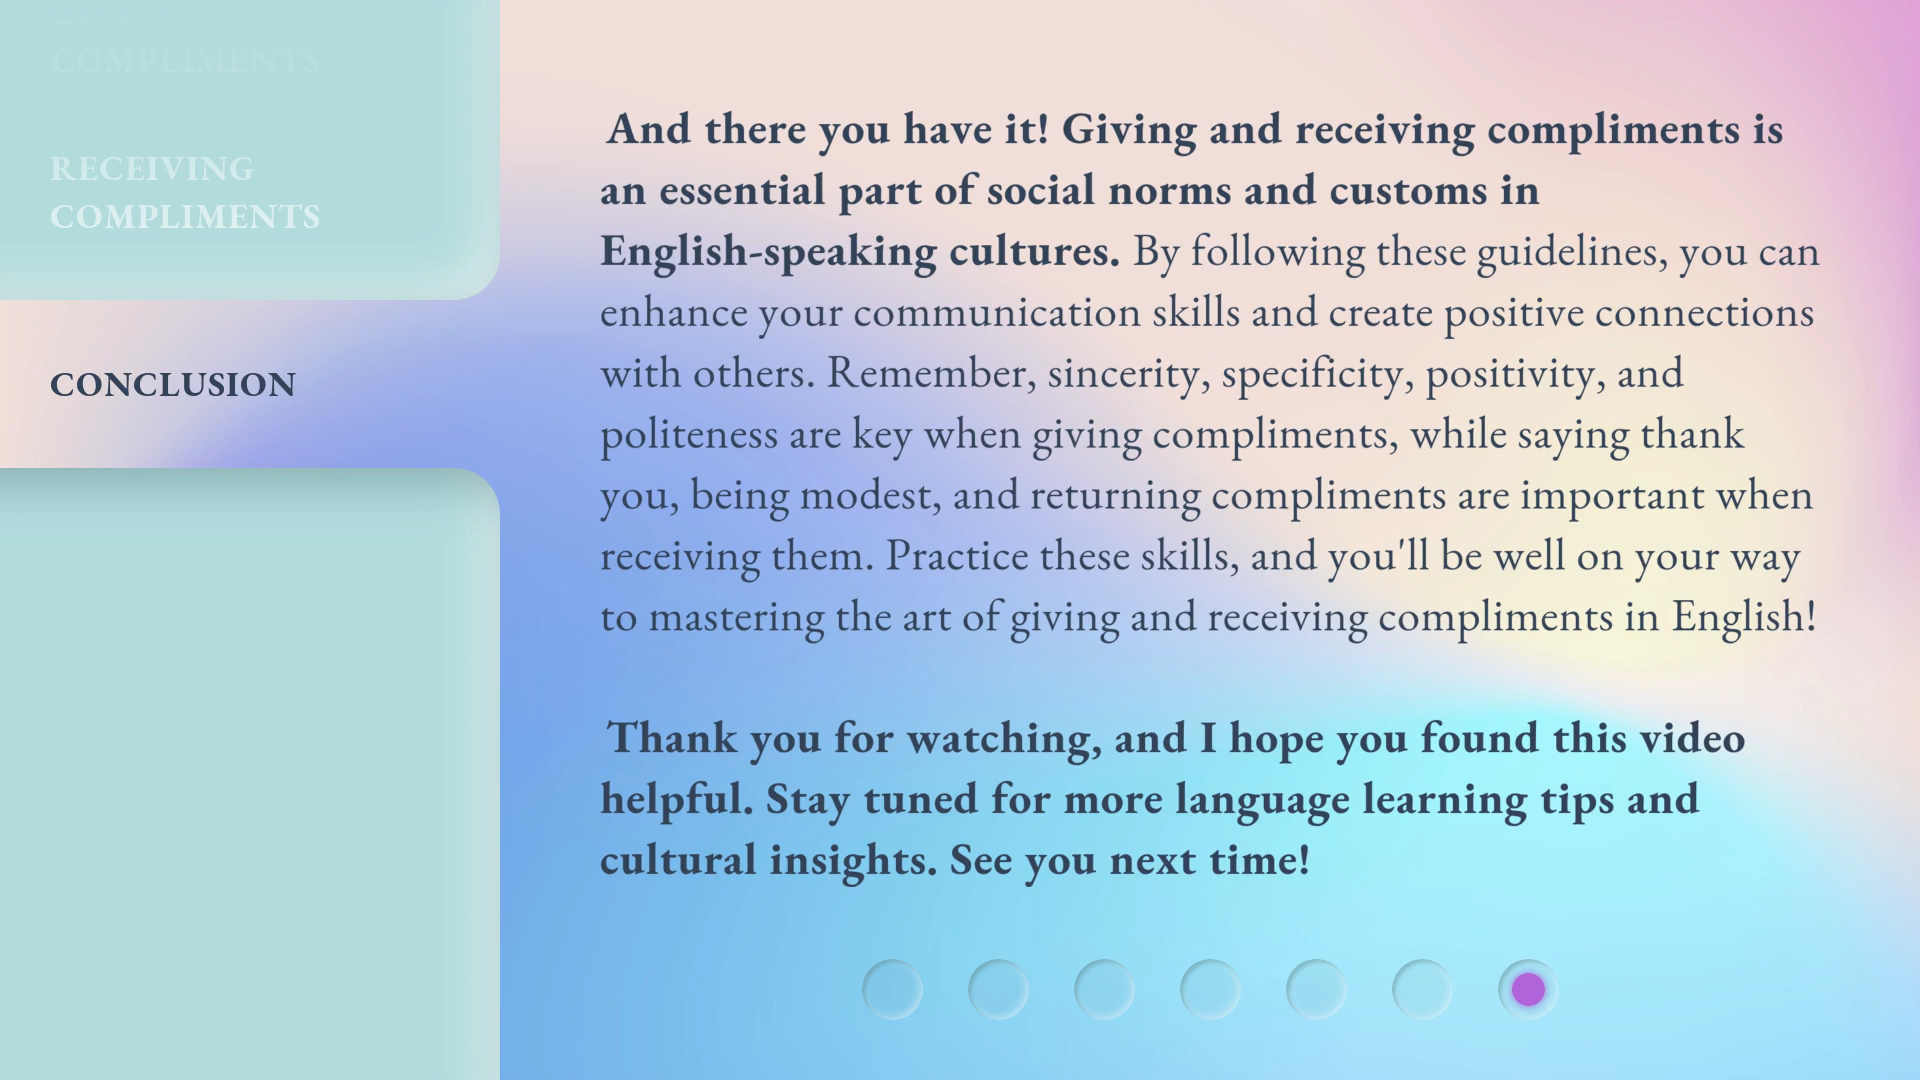 COMPLIMENTS
RECEIVING
COMPLIMENTS
CONCLUSION
And there you have it! Giving and receiving compliments is
an essential part of social norms and customs in
English-speaking cultures. By following these guidelines, you can
enhance your communication skills and create positive connections
with others. Remember, sincerity, specificity, positivity, and
politeness are key when giving compliments, while saying thank
you, being modest, and returning compliments are important when
receiving them. Practice these skills, and you'll be well on your way
to mastering the art of giving and receiving compliments in English!
Thank you for watching, and I hope you found this video
helpful. Stay tuned for more language learning tips and
cultural insights. See you next time!